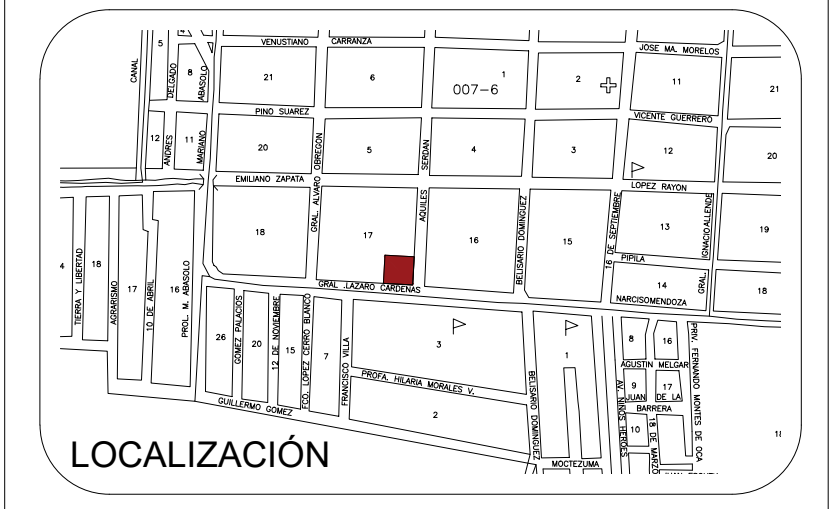 VENUSTIANO CARRANZA
JOSE MA. MORELOS
5
4
CANAL
DELGADO
8
ABASOLO
21
6
1
007-6
2
11
21
PINO SUAREZ
VICENTE GUERRERO
12
ANDRES
11
MARIANO
20
OBREGON
5
SERDAN
4
3
12
20
EMILIANO ZAPATA
LOPEZ RAYON
18
GRAL. ALVARO
17
AQUILES
16
BELISARIO DOMINGUEZ
15
16 DE SEPTIEMBRE
13
IGNACIO ALLENDE
19
PIPILA
4
TIERRA Y LIBERTAD
18
AGRARISMO
17
10 DE ABRIL
16
PROL. M. ABASOLO
GRAL .LAZARO CARDENAS
14
GRAL.
18
NARCISOMENDOZA
26
GOMEZ PALACIOS
20
12 DE NOVIEMBRE
15
FCO. LOPEZ CERRO BLANCO
7
FRANCISCO VILLA
3
1
8
16
PRIV. FERNANDO MONTES DE OCA
AGUSTIN MELGAR
PROFA. HILARIA MORALES V.
9
17
JUAN DE LA BARRERA
GUILLERMO GOMEZ
2
BELISARIO DOMINGUEZ
AV. NIÑOS HEROES
10
18 DE MARZO
MOCTEZUMA
LOCALIZACIÓN